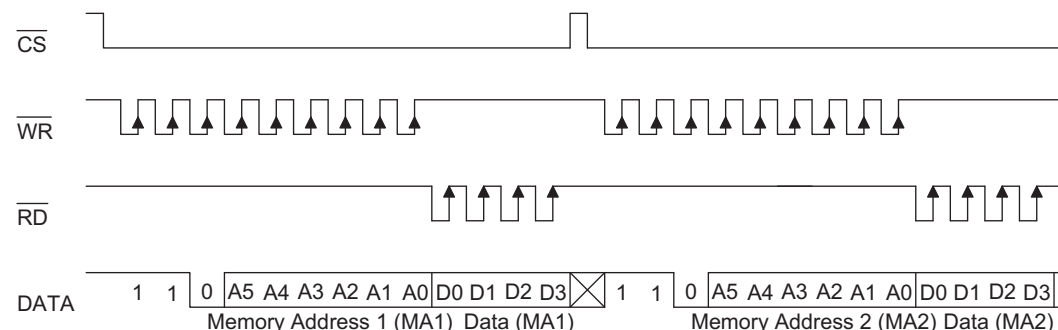 CS
WR
RD
DATA 1 1 0 A5 A4 A3 A2 A1 A0 D0 D1 D2 D3 1 1 0 A5 A4 A3 A2 A1 A0 D0 D1 D2 D3
Memory Address 1 (MA1) Data (MA1) Memory Address 2 (MA2) Data (MA2)